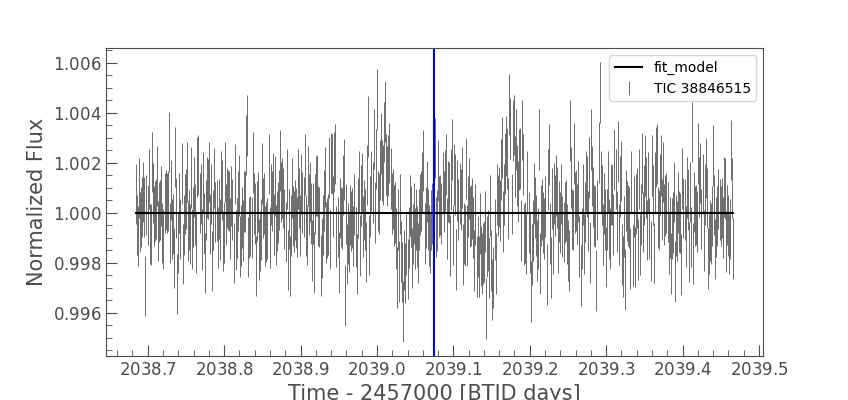 1.006
1.004
1.002
1.000
0.998
0.996
Normalized Flux
fit_model
TIC 38846515
2038.7 2038.8 2038.9 2039.0 2039.1 2039.2 2039.3 2039.4 2039.5
Time - 2457000 [BTJD days]